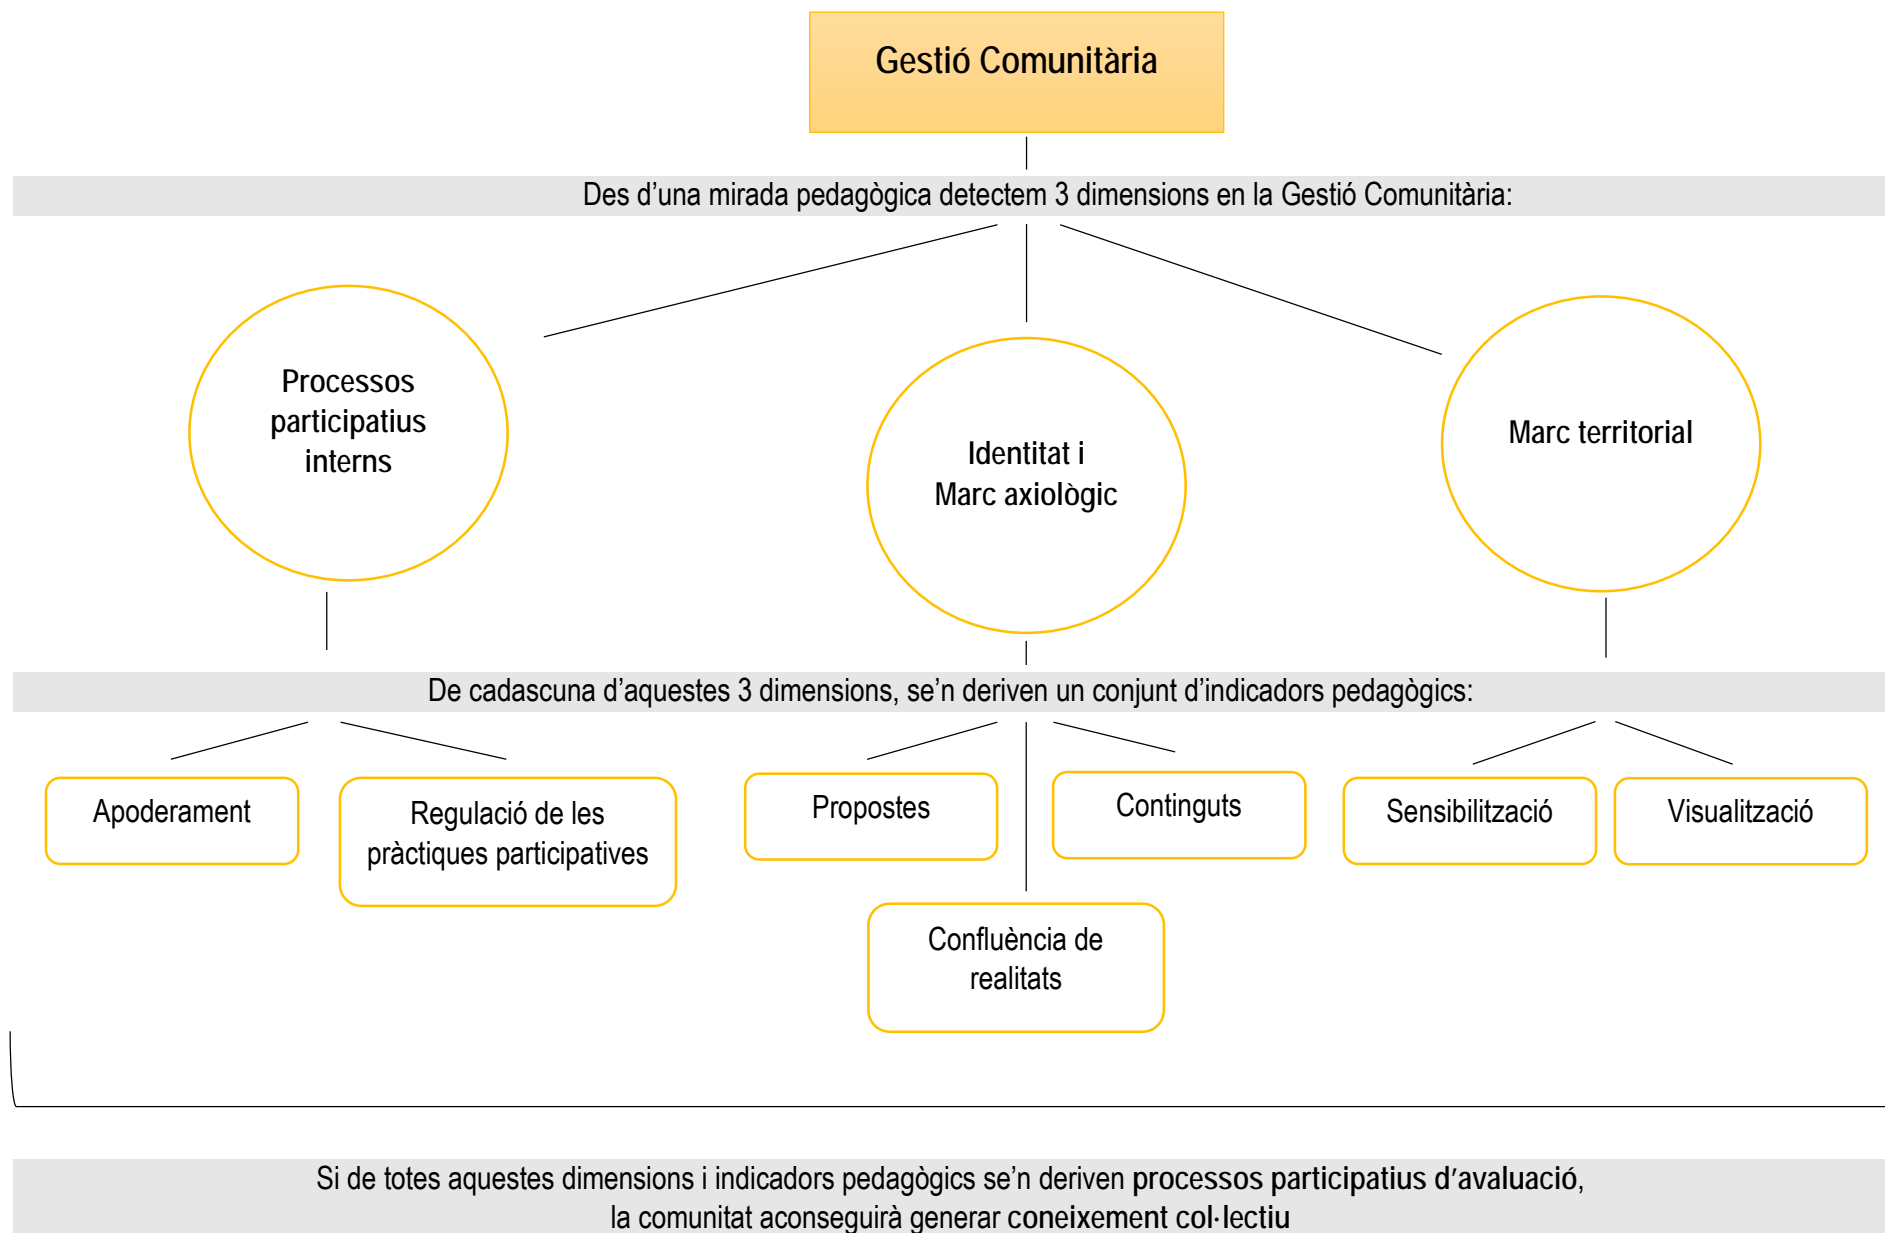 Gestió Comunitària
Des d’una mirada pedagògica detectem 3 dimensions en la Gestió Comunitària:
Processos
participatius
interns
Identitat i
Marc axiològic
Marc territorial
De cadascuna d’aquestes 3 dimensions, se’n deriven un conjunt d’indicadors pedagògics:
Apoderament
Regulació de les
pràctiques participatives
Propostes
Continguts
Sensibilització
Visualització
Confluència de
realitats
Si de totes aquestes dimensions i indicadors pedagògics se’n deriven processos participatius d’avaluació,
la comunitat aconseguirà generar coneixement col·lectiu